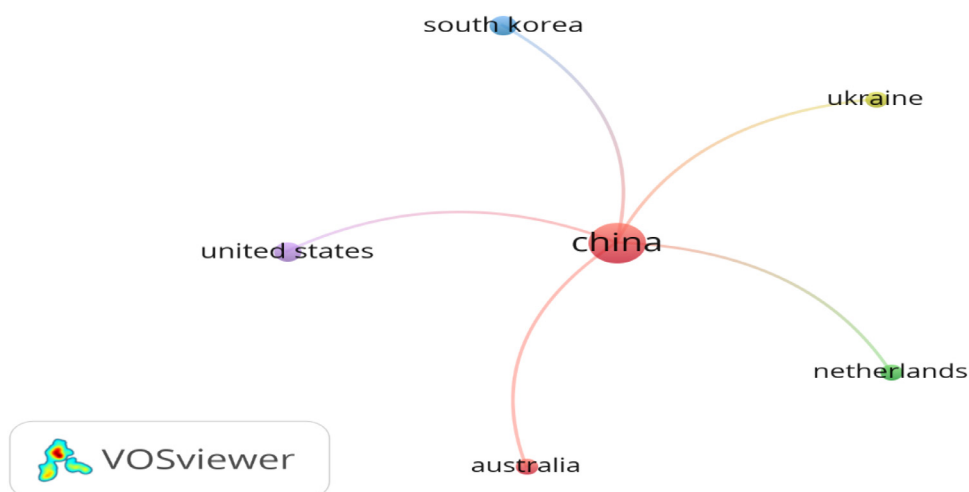 south korea
ukraine
china
united states
netherlands
australia
VOSviewer